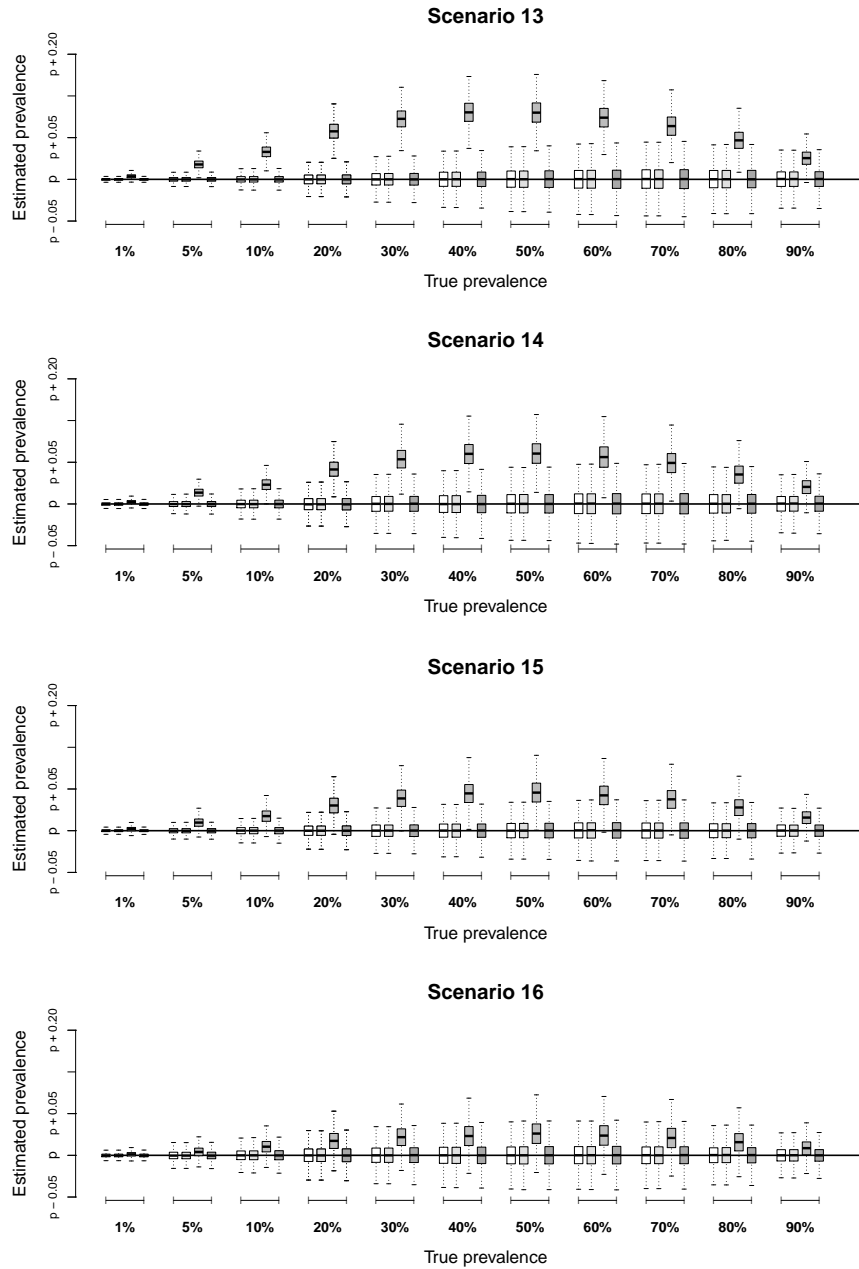 Scenario 13
Estimated prevalence
p + 0.20
p + 0.05
p
p − 0.05
1% 5% 10% 20% 30% 40% 50% 60% 70% 80% 90%
True prevalence
Scenario 14
Estimated prevalence
p + 0.20
p + 0.05
p
p − 0.05
1% 5% 10% 20% 30% 40% 50% 60% 70% 80% 90%
True prevalence
Scenario 15
Estimated prevalence
p + 0.20
p + 0.05
p
p − 0.05
1% 5% 10% 20% 30% 40% 50% 60% 70% 80% 90%
True prevalence
Scenario 16
Estimated prevalence
p + 0.20
p + 0.05
p
p − 0.05
1% 5% 10% 20% 30% 40% 50% 60% 70% 80% 90%
True prevalence